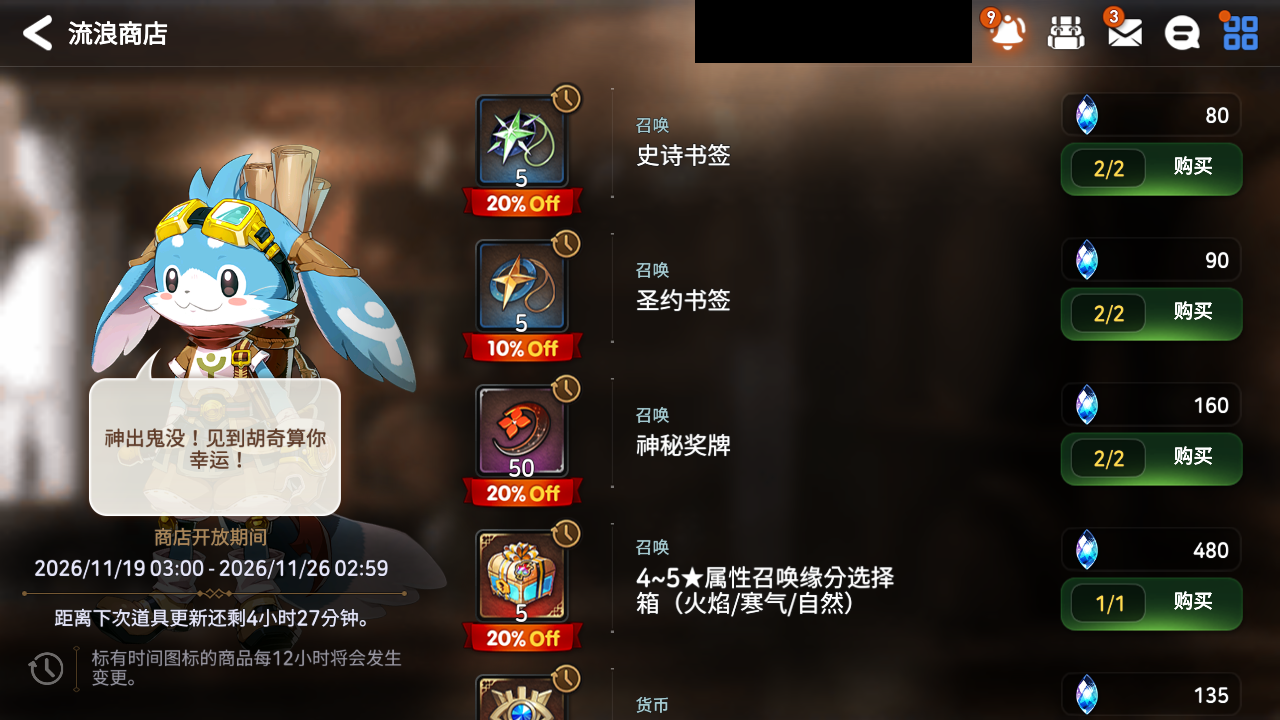 流浪商店
9
3
召唤
史诗书签
5
20% Off
80
2/2
购买
召唤
圣约书签
5
10% Off
90
2/2
购买
召唤
神秘奖牌
50
20% Off
160
2/2
购买
召唤
4~5★属性召唤缘分选择
箱（火焰/寒气/自然）
5
20% Off
480
1/1
购买
货币
135
神出鬼没！见到胡奇算你
幸运！
商店开放期间
2026/11/19 03:00 - 2026/11/26 02:59
距离下次道具更新还剩4小时27分钟。
标有时间图标的商品每12小时将会发生
变更。